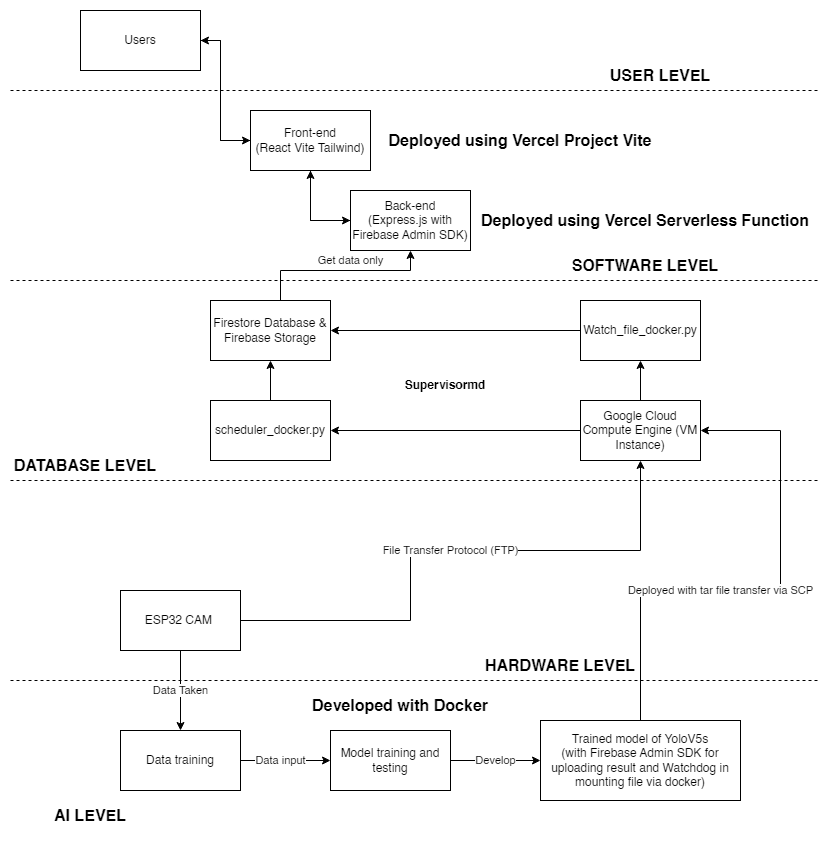 Users
USER LEVEL
Front-end
(React Vite Tailwind)
Deployed using Vercel Project Vite
Back-end
(Express.js with
Firebase Admin SDK)
Deployed using Vercel Serverless Function
Get data only
SOFTWARE LEVEL
Firestore Database &
Firebase Storage
Watch_file_docker.py
Supervisormd
scheduler_docker.py
Google Cloud
Compute Engine (VM
Instance)
DATABASE LEVEL
File Transfer Protocol (FTP)
Deployed with tar file transfer via SCP
ESP32 CAM
HARDWARE LEVEL
Data Taken
Developed with Docker
Data training
Data input
Model training and
testing
Develop
Trained model of YoloV5s
(with Firebase Admin SDK for
uploading result and Watchdog in
mounting file via docker)
AI LEVEL